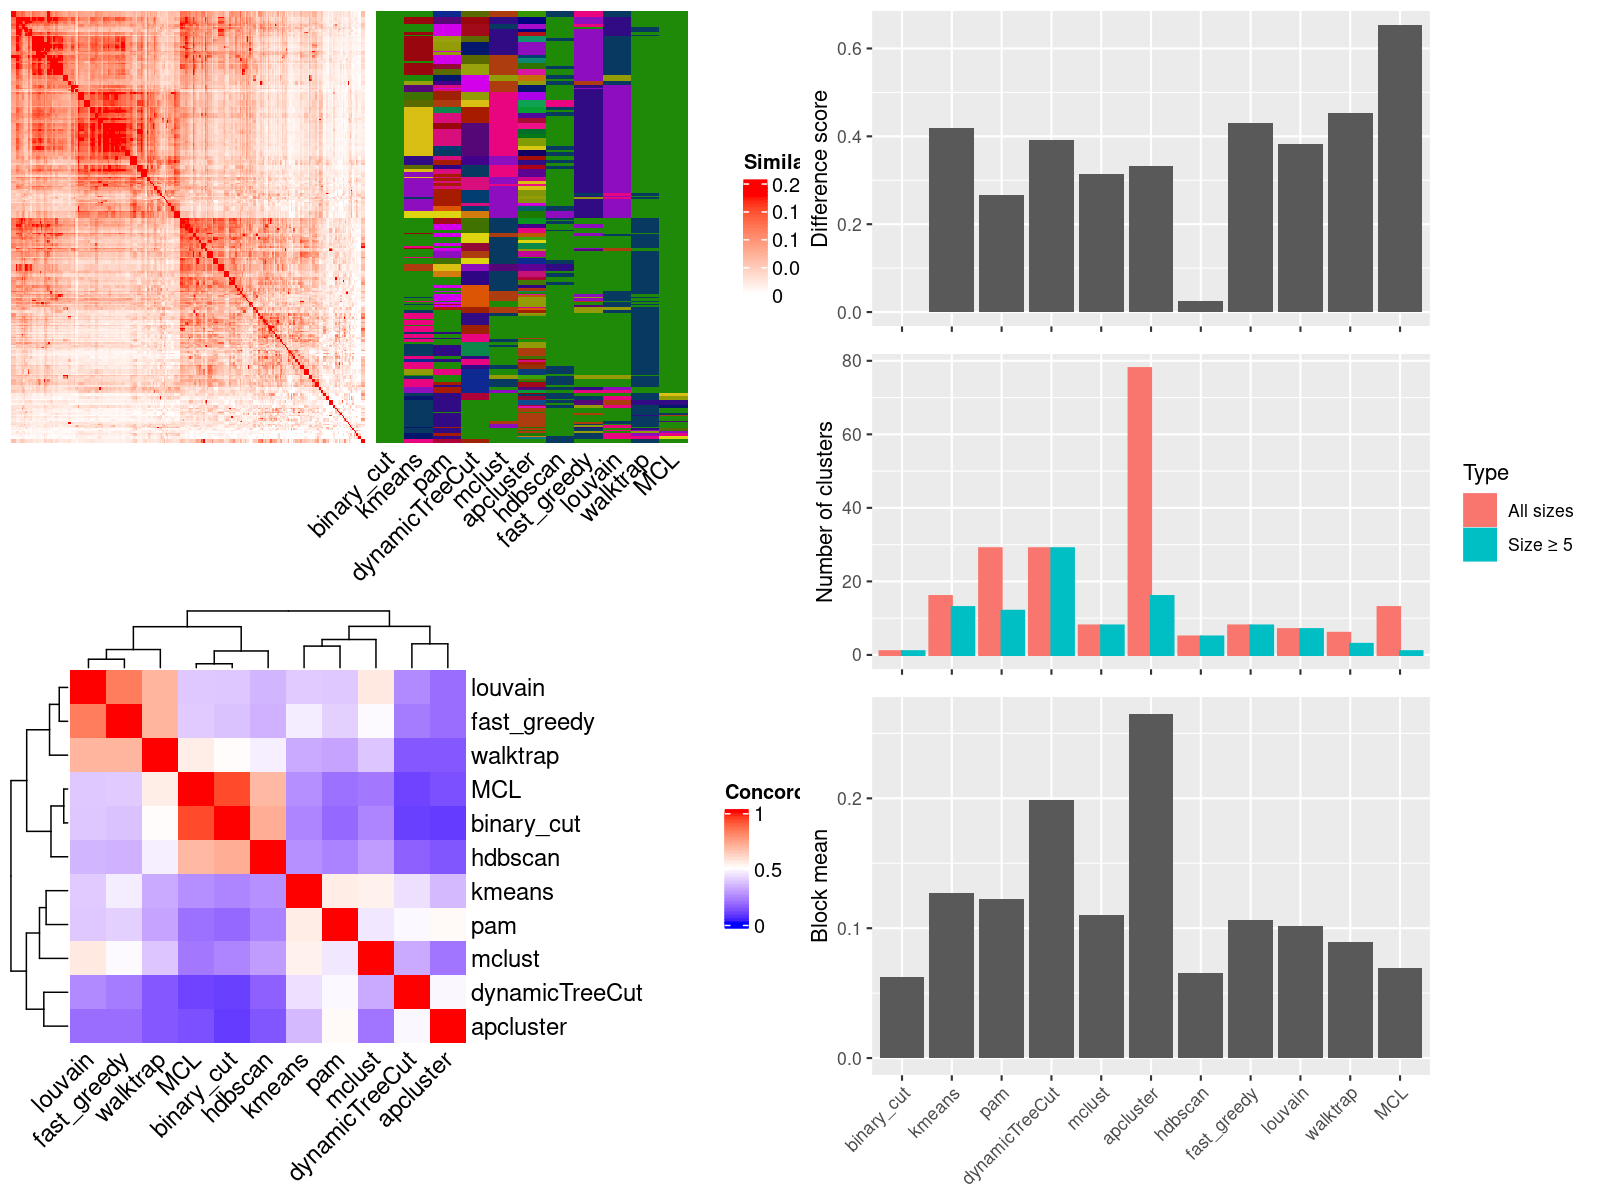 Simila
0.2
0.1
0.1
0.0
0
binary_cut
kmeans
pam
dynamicTreeCut
mclust
apcluster
hdbscan
fast_greedy
louvain
walktrap
MCL
louvain
fast_greedy
walktrap
MCL
binary_cut
hdbscan
kmeans
pam
mclust
dynamicTreeCut
apcluster
louvain
fast_greedy
walktrap
MCL
binary_cut
hdbscan
kmeans
pam
mclust
dynamicTreeCut
apcluster
Concord
1
0.5
0
Difference score
0.6
0.4
0.2
0.0
Number of clusters
80
60
40
20
0
Type
All sizes
Size ≥ 5
Block mean
0.2
0.1
0.0
binary_cut
kmeans
pam
dynamicTreeCut
mclust
apcluster
hdbscan
fast_greedy
louvain
walktrap
MCL